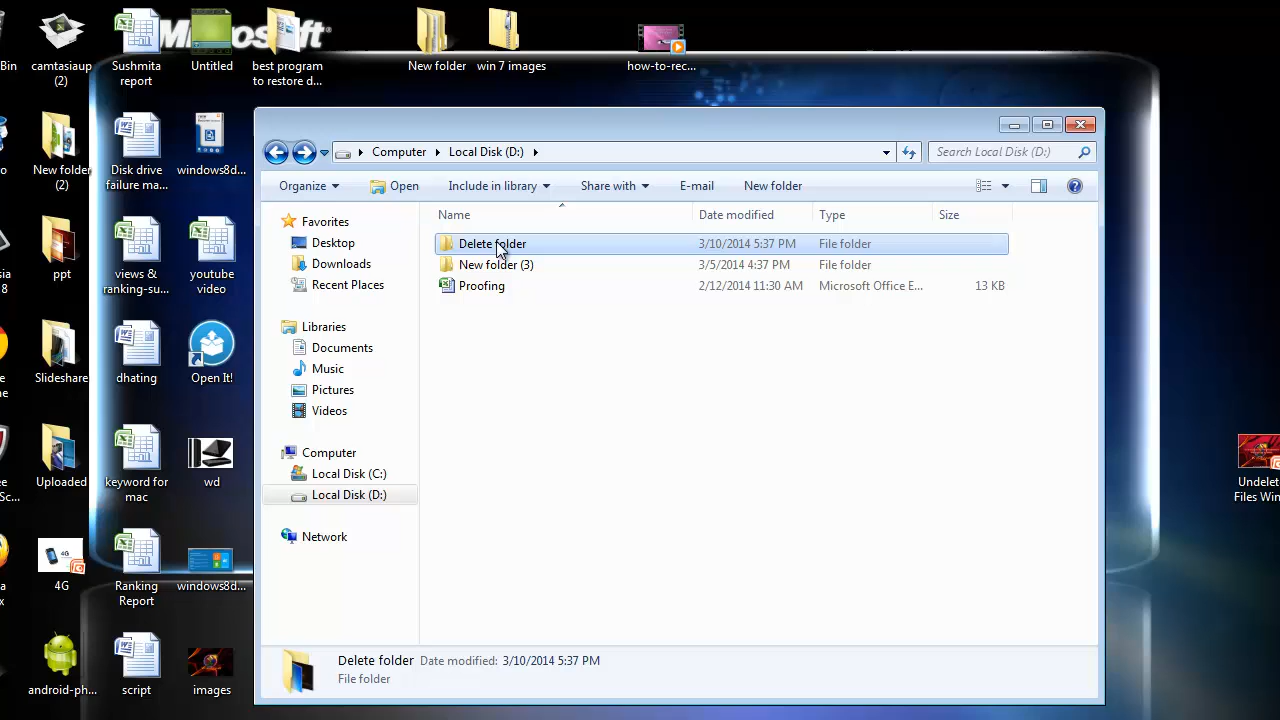 Microsoft
Bin
camtasiaup
(2)
Sushmita
report
Untitled
best program
to restore d...
New folder
win 7 images
how-to-rec...
New folder
(2)
Disk drive
failure ma...
windows8d...
ppt
views &
ranking-su...
youtube
video
Slideshare
dhating
Open It!
Uploaded
keyword for
mac
wd
Sc...
4G
4G
Ranking
Report
windows8d...
android-ph...
script
images
Undelet
Files Win
Computer
Local Disk (D:)
Search Local Disk (D:)
Organize
Open
Include in library
Share with
E-mail
New folder
Favorites
Desktop
Downloads
Recent Places
Libraries
Documents
Music
Pictures
Videos
Computer
Local Disk (C:)
Local Disk (D:)
Network
Name Date modified Type Size
Delete folder 3/10/2014 5:37 PM File folder
New folder (3) 3/5/2014 4:37 PM File folder
Proofing 2/12/2014 11:30 AM Microsoft Office E... 13 KB
Delete folder Date modified: 3/10/2014 5:37 PM
File folder